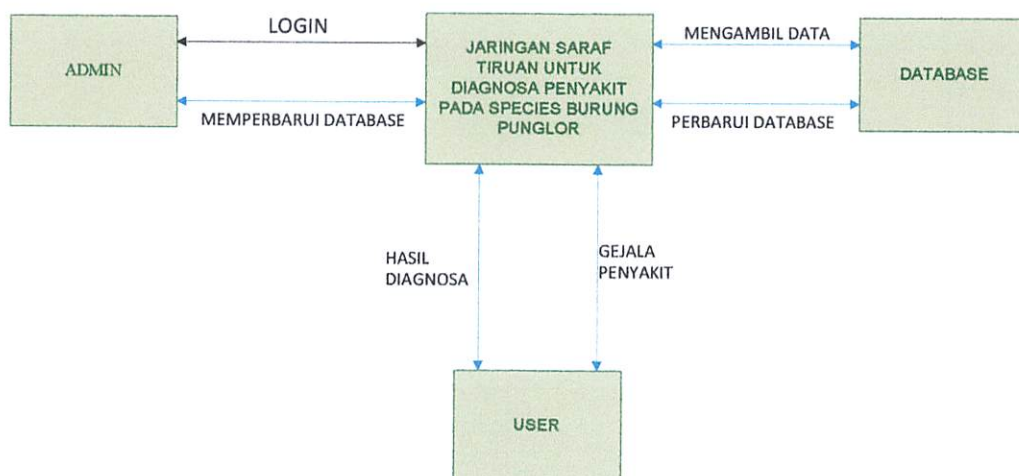 LOGIN
ADMIN
MEMPERBARUI DATABASE
JARINGAN SARAF
TIRUAN UNTUK
DIAGNOSA PENYAKIT
PADA SPECIES BURUNG
PUNGLOR
MENGAMBIL DATA
DATABASE
PERBARUI DATABASE
HASIL
DIAGNOSA
GEJALA
PENYAKIT
USER